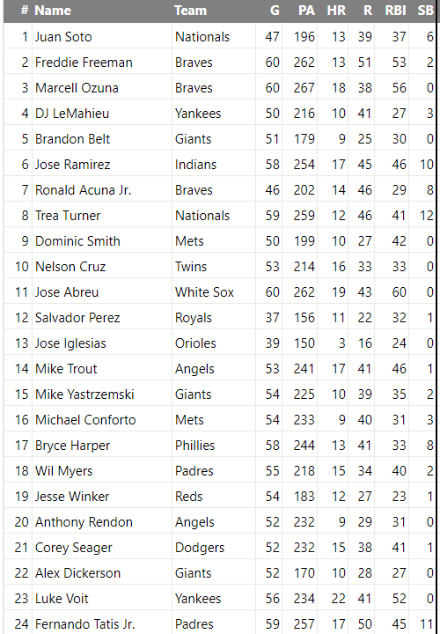 # Name Team G PA HR R RBI SB
1 Juan Soto Nationals 47 196 13 39 37 6
2 Freddie Freeman Braves 60 262 13 51 53 2
3 Marcell Ozuna Braves 60 267 18 38 56 0
4 DJ LeMahieu Yankees 50 216 10 41 27 3
5 Brandon Belt Giants 51 179 9 25 30 0
6 Jose Ramirez Indians 58 254 17 45 46 10
7 Ronald Acuna Jr. Braves 46 202 14 46 29 8
8 Trea Turner Nationals 59 259 12 46 41 12
9 Dominic Smith Mets 50 199 10 27 42 0
10 Nelson Cruz Twins 53 214 16 33 33 0
11 Jose Abreu White Sox 60 262 19 43 60 0
12 Salvador Perez Royals 37 156 11 22 32 1
13 Jose Iglesias Orioles 39 150 3 16 24 0
14 Mike Trout Angels 53 241 17 41 46 1
15 Mike Yastrzemski Giants 54 225 10 39 35 2
16 Michael Conforto Mets 54 233 9 40 31 3
17 Bryce Harper Phillies 58 244 13 41 33 8
18 Wil Myers Padres 55 218 15 34 40 2
19 Jesse Winker Reds 54 183 12 27 23 1
20 Anthony Rendon Angels 52 232 9 29 31 0
21 Corey Seager Dodgers 52 232 15 38 41 1
22 Alex Dickerson Giants 52 170 10 28 27 0
23 Luke Voit Yankees 56 234 22 41 52 0
24 Fernando Tatis Jr. Padres 59 257 17 50 45 11